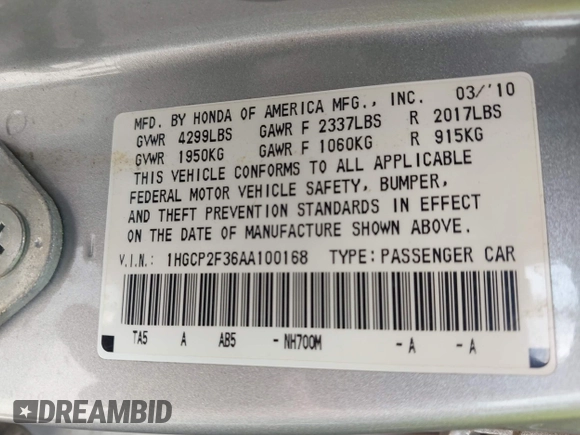 MFD. BY HONDA OF AMERICA MFG., INC. 03/'10
GVWR 4299LBS GAWR F 2337LBS R 2017LBS
GVWR 1950KG GAWR F 1060KG R 915KG
THIS VEHICLE CONFORMS TO ALL APPLICABLE
FEDERAL MOTOR VEHICLE SAFETY, BUMPER,
AND THEFT PREVENTION STANDARDS IN EFFECT
ON THE DATE OF MANUFACTURE SHOWN ABOVE.
V.I.N.: 1HGCP2F36AA100168 TYPE: PASSENGER CAR
TA5 A AB5 - NH700M -A -A
DREAMBID